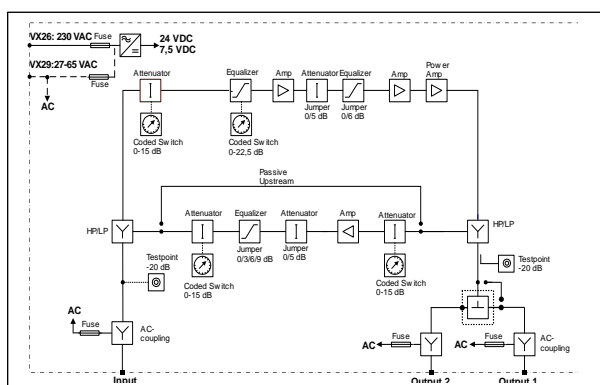 VX26: 230 VAC
Fuse
24 VDC
7,5 VDC
VX29:27-65 VAC
Fuse
AC
Attenuator
Equalizer
Amp
Attenuator
Equalizer
Amp
Power
Amp
Jumper
0/5 dB
Jumper
0/6 dB
Coded Switch
0-15 dB
Coded Switch
0-22,5 dB
Passive
Upstream
HP/LP
Attenuator
Equalizer
Attenuator
Amp
Attenuator
HP/LP
Jumper
0/3/6/9 dB
Jumper
0/5 dB
Testpoint
-20 dB
Coded Switch
0-15 dB
Coded Switch
0-15 dB
Testpoint
-20 dB
AC
Fuse
AC-
coupling
AC
Fuse
AC
Fuse
AC-
coupling
Input
Output 2
Output 1